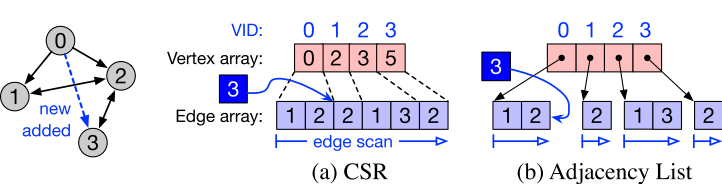 0
1
2
3
new
added
VID: 0 1 2 3
Vertex array: 0 2 3 5
3
Edge array: 1 2 2 1 3 2
edge scan
(a) CSR
0 1 2 3
3
1 2 2 1 3 2
(b) Adjacency List